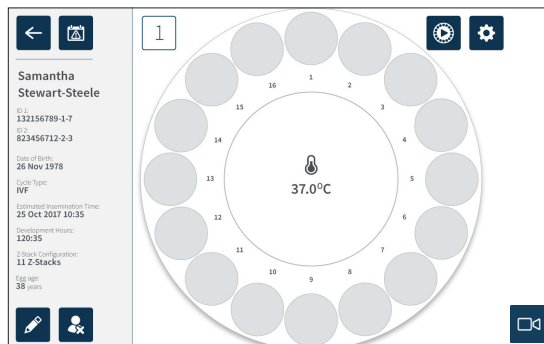 Samantha
Stewart-Steele
ID 1:
132156789-1-7
ID 2:
823456712-2-3
Date of Birth:
26 Nov 1978
Cycle Type:
IVF
Estimated Insemination Time:
25 Oct 2017 10:35
Development Hours:
120:35
Z-Stack Configuration:
11 Z-Stacks
Egg age:
38 years
1
1
2
3
4
5
6
7
8
9
10
11
12
13
14
15
16
37.0°C